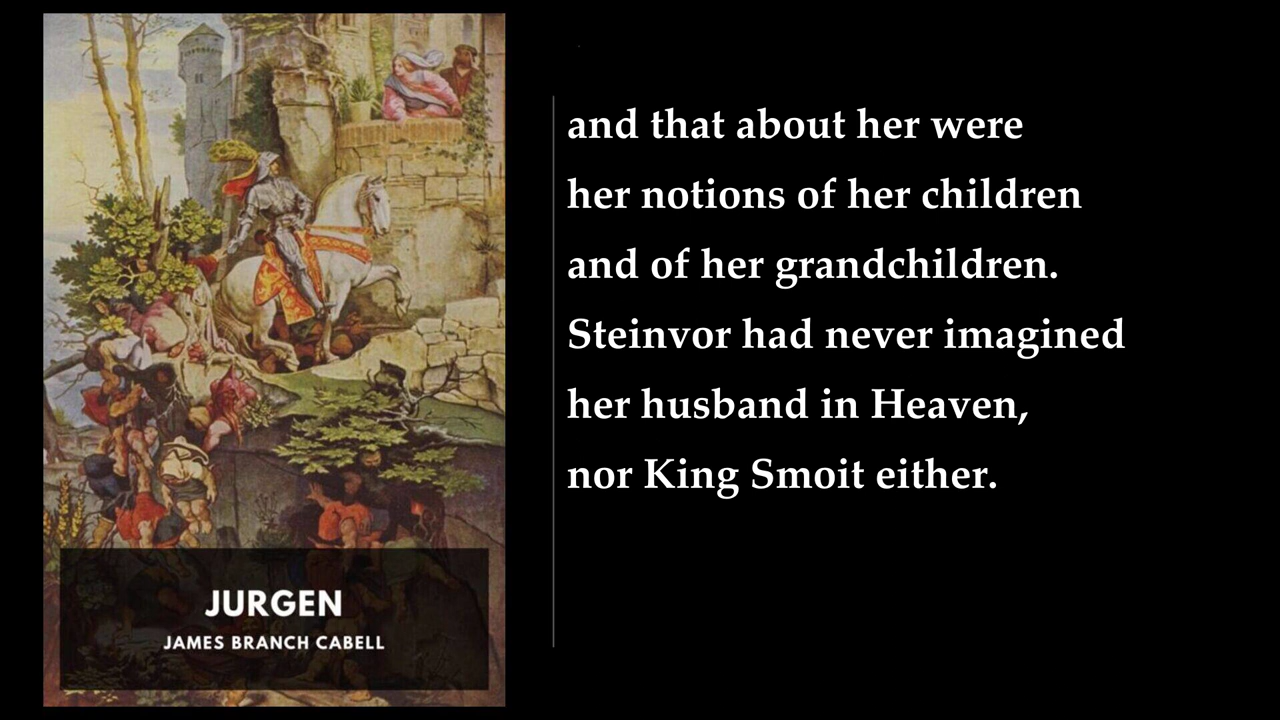 and that about her were
her notions of her children
and of her grandchildren.
Steinvor had never imagined
her husband in Heaven,
nor King Smoit either.
JURGEN
JAMES BRANCH CABELL